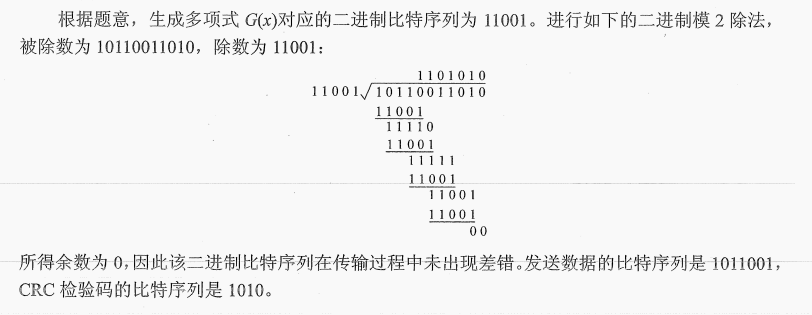 根据题意，生成多项式 G(x)对应的二进制比特序列为 11001。进行如下的二进制模 2 除法，
被除数为 10110011010，除数为 11001：
1101010
11001√10110011010
11001
11110
11001
11111
11001
11001
11001
00
所得余数为 0，因此该二进制比特序列在传输过程中未出现差错。发送数据的比特序列是 1011001，
CRC 检验码的比特序列是 1010。